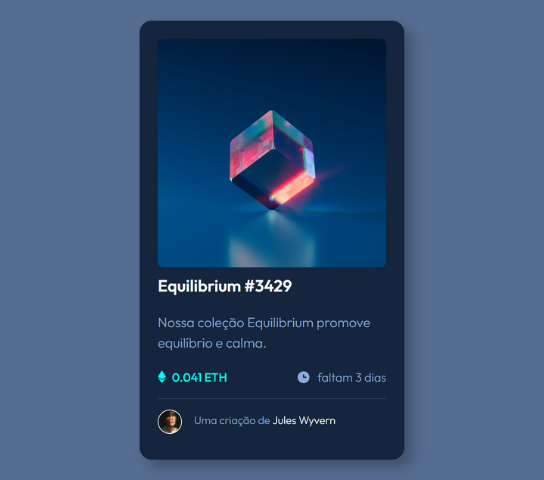 Equilibrium #3429
Nossa coleção Equilibrium promove
equilíbrio e calma.
0.041 ETH
faltam 3 dias
Uma criação de Jules Wyvern